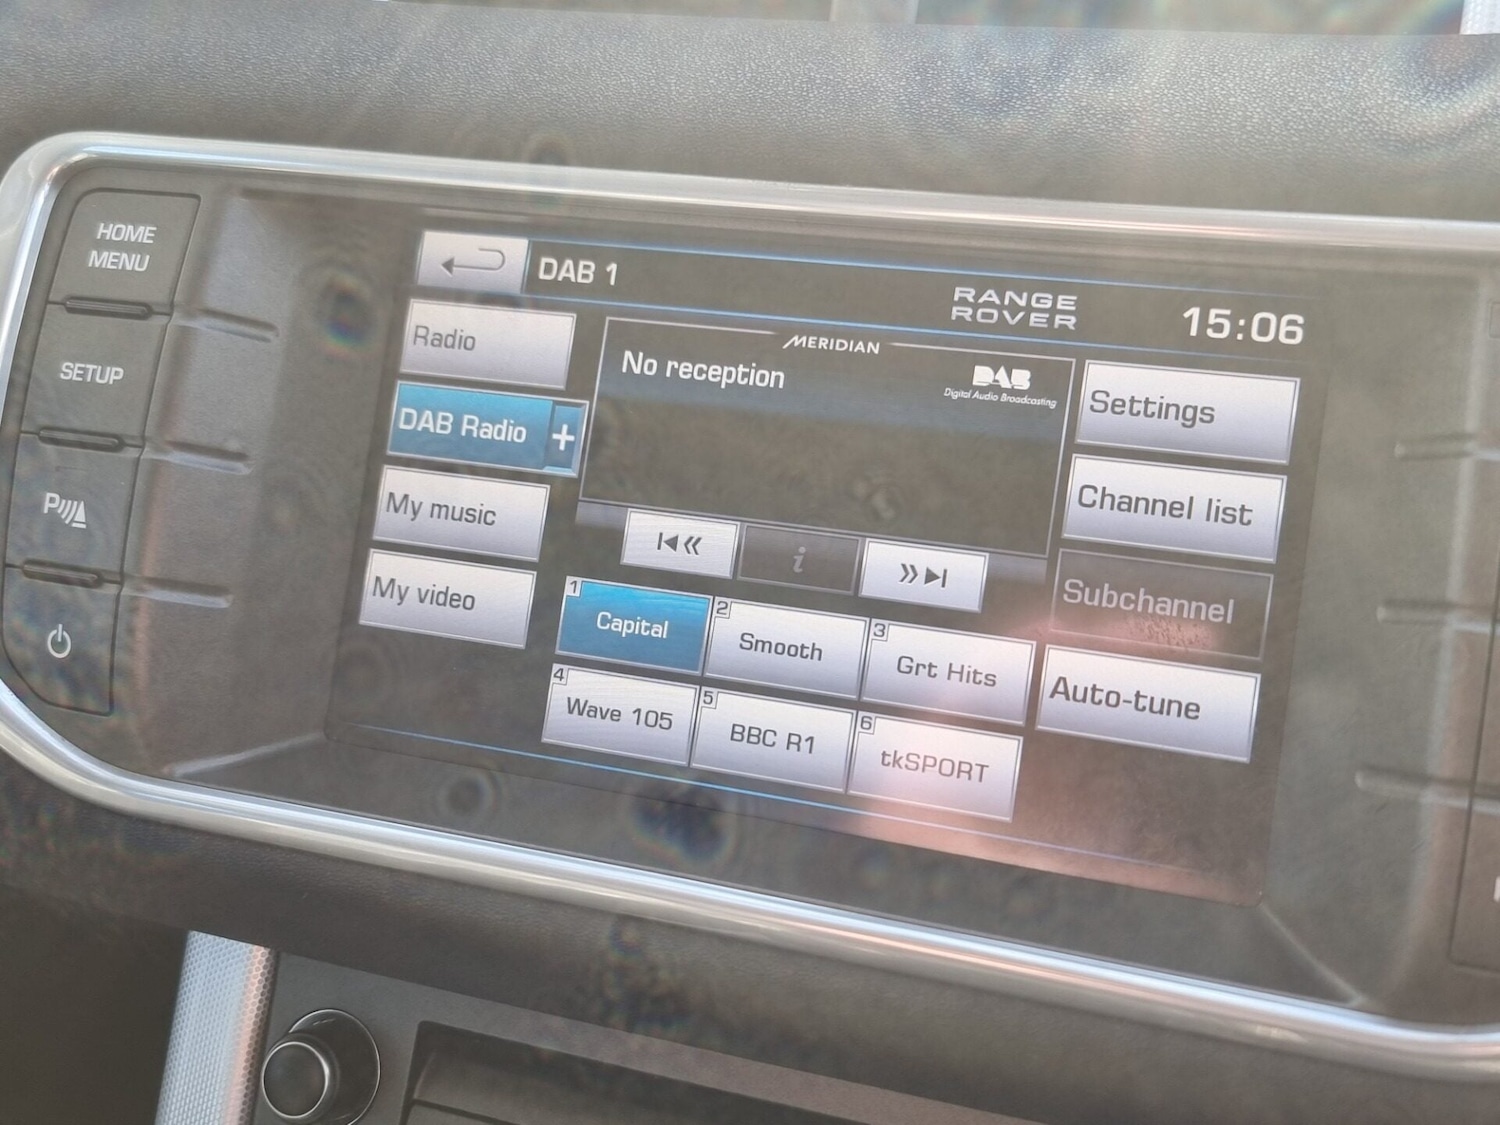 HOME
MENU
SETUP
P
DAB 1
RANGE
ROVER
15:06
Radio
DAB Radio +
My music
My video
MERIDIAN
No reception
DAB
Digital Audio Broadcasting
i
Settings
Channel list
Subchannel
Auto-tune
1 Capital
2 Smooth
3 Grt Hits
4 Wave 105
5 BBC R1
6 tkSPORT